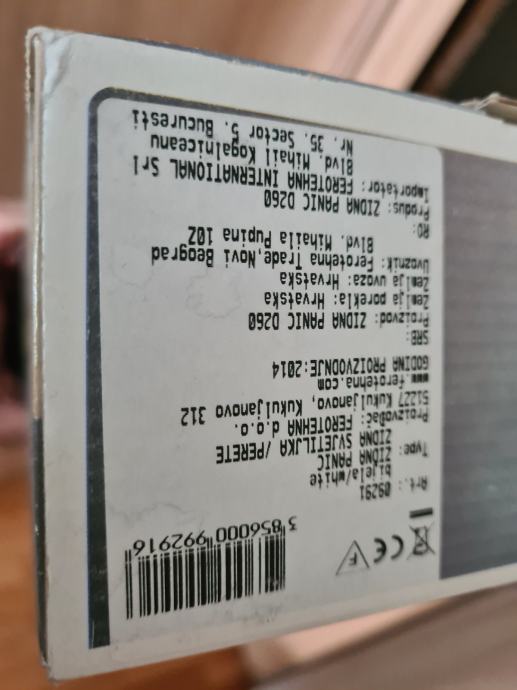 3 856000 992916
CE F
Art.: 09291
bijela/white
Type: ZIDNA PANIC
ZIDNA SVJETILJKA /PERETE
Proizvođač: FEROTEHNA d.o.o.
51227 Kukuljanovo, Kukuljanovo 312
www.ferotehna.com
GODINA PROIZVODNJE:2014
SRB:
Proizvod: ZIDNA PANIC D260
Zemlja porekla: Hrvatska
Zemlja uvoza: Hrvatska
Uvoznik: Ferotehna Trade,Novi Beograd
Blvd. Mihaila Pupina 10Z
RO:
Produs: ZIDNA PANIC D260
Importator: FEROTEHNA INTERNATIONAL Srl
Blvd. Mihail Kogalniceanu
Nr. 35, Sector 5. Bucuresti